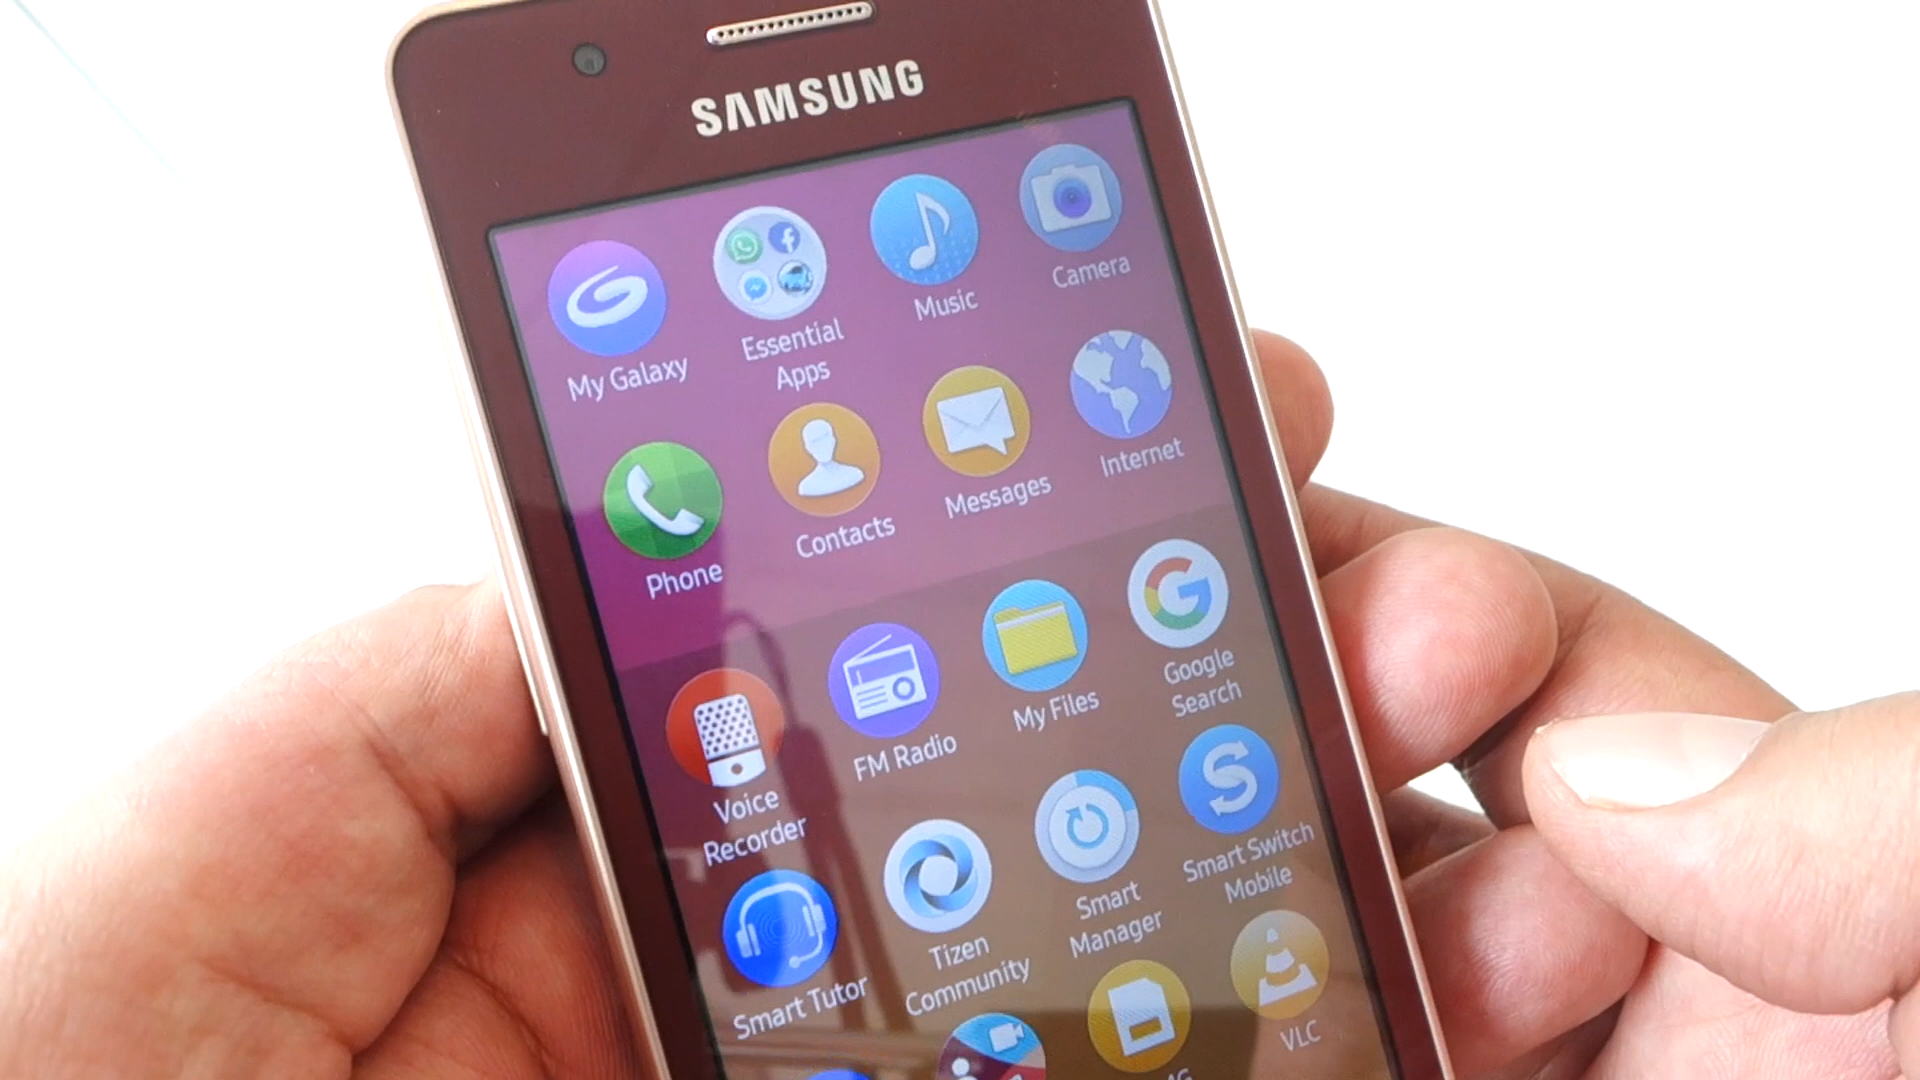 SAMSUNG
My Galaxy
Essential
Apps
Music
Camera
Phone
Contacts
Messages
Internet
Voice
Recorder
FM Radio
My Files
Google
Search
Smart Tutor
Tizen
Community
Smart
Manager
Smart Switch
Mobile
4G
VLC